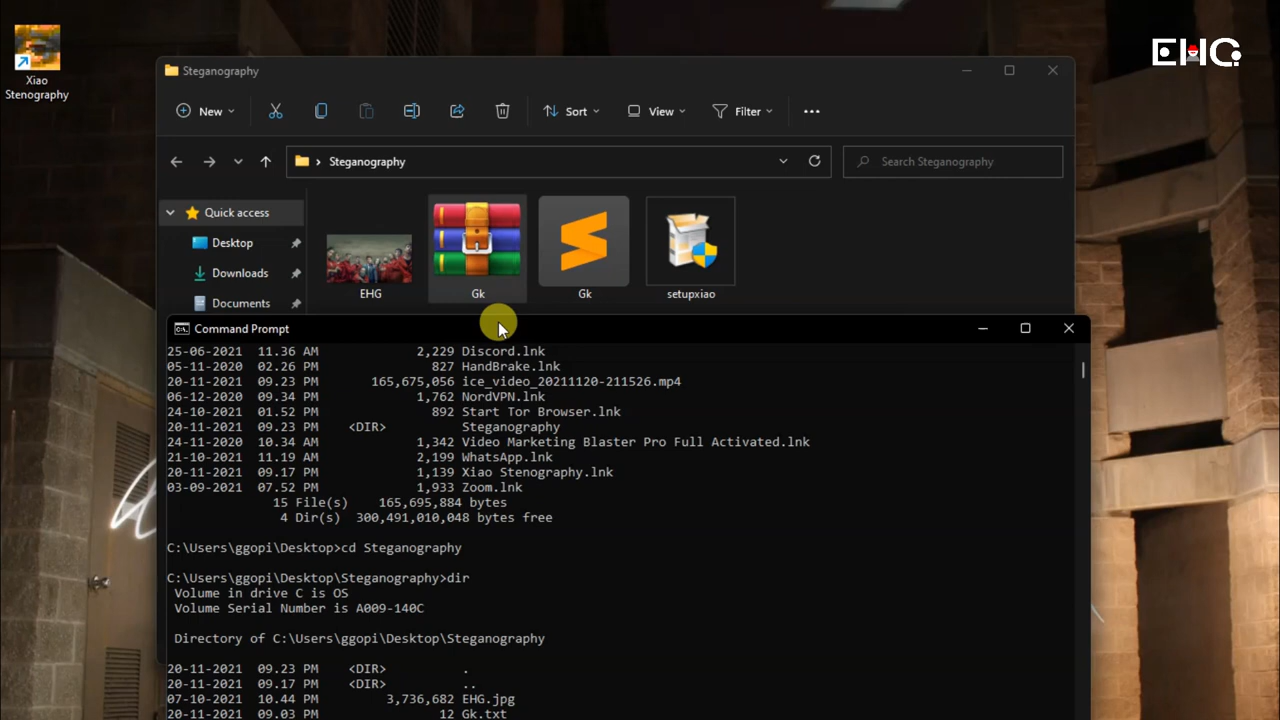 Xiao
Stenography
EHG
Steganography
New
Sort
View
Filter
Steganography
Search Steganography
Quick access
Desktop
Downloads
Documents
EHG
Gk
Gk
setupxiao
Command Prompt
25-06-2021 11.36 AM 2,229 Discord.lnk
05-11-2020 02.26 PM 827 HandBrake.lnk
20-11-2021 09.23 PM 165,675,056 ice_video_20211120-211526.mp4
06-12-2020 09.34 PM 1,762 NordVPN.lnk
24-10-2021 01.52 PM 892 Start Tor Browser.lnk
20-11-2021 09.23 PM <DIR> Steganography
24-11-2020 10.34 AM 1,342 Video Marketing Blaster Pro Full Activated.lnk
21-10-2021 11.19 AM 2,199 WhatsApp.lnk
20-11-2021 09.17 PM 1,139 Xiao Stenography.lnk
03-09-2021 07.52 PM 1,933 Zoom.lnk
15 File(s) 165,695,884 bytes
4 Dir(s) 300,491,010,048 bytes free
C:\Users\ggopi\Desktop>cd Steganography
C:\Users\ggopi\Desktop\Steganography>dir
Volume in drive C is OS
Volume Serial Number is A009-140C
Directory of C:\Users\ggopi\Desktop\Steganography
20-11-2021 09.23 PM <DIR> .
20-11-2021 09.17 PM <DIR> ..
07-10-2021 10.44 PM 3,736,682 EHG.jpg
20-11-2021 09.03 PM 12 Gk.txt